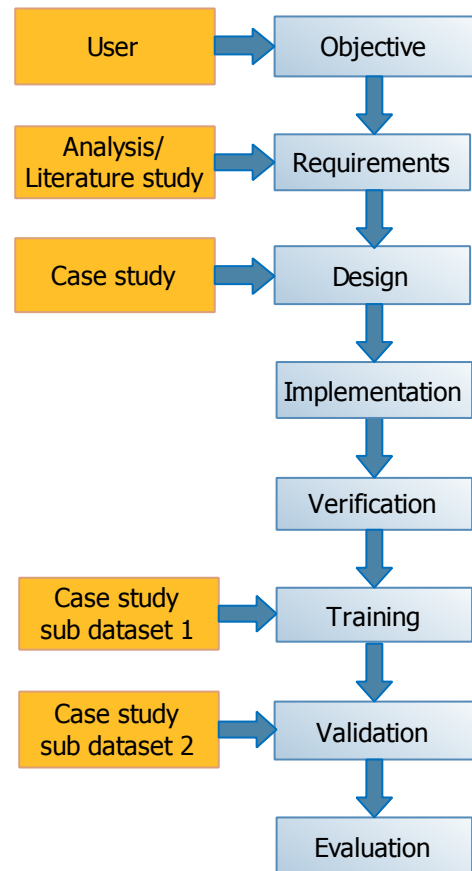 User
Objective
Analysis/
Literature study
Requirements
Case study
Design
Implementation
Verification
Case study
sub dataset 1
Training
Case study
sub dataset 2
Validation
Evaluation